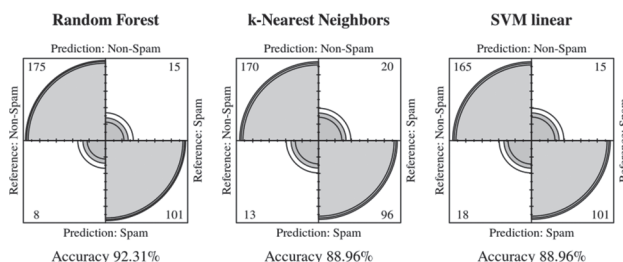 Random Forest
k-Nearest Neighbors
SVM linear
Prediction: Non-Spam
Prediction: Non-Spam
Prediction: Non-Spam
175
15
170
20
165
15
Reference: Non-Spam
Reference: Spam
Reference: Non-Spam
Reference: Spam
Reference: Non-Spam
Reference: Spam
8
101
13
96
18
101
Prediction: Spam
Prediction: Spam
Prediction: Spam
Accuracy 92.31%
Accuracy 88.96%
Accuracy 88.96%